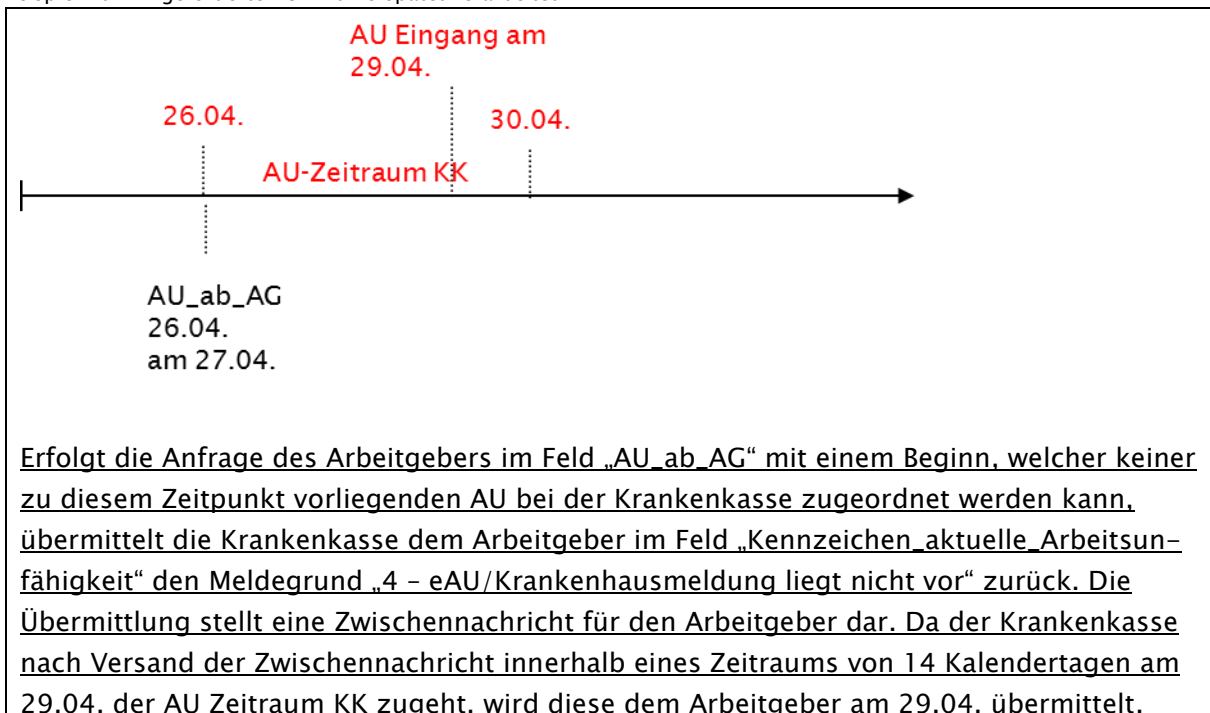 AU Eingang am
29.04.
26.04.
30.04.
AU-Zeitraum KK
AU_ab_AG
26.04.
am 27.04.
Erfolgt die Anfrage des Arbeitgebers im Feld „AU_ab_AG“ mit einem Beginn, welcher keiner
zu diesem Zeitpunkt vorliegenden AU bei der Krankenkasse zugeordnet werden kann,
übermittelt die Krankenkasse dem Arbeitgeber im Feld „Kennzeichen_aktuelle_Arbeitsun-
fähigkeit“ den Meldegrund „4 – eAU/Krankenhausmeldung liegt nicht vor“ zurück. Die
Übermittlung stellt eine Zwischennachricht für den Arbeitgeber dar. Da der Krankenkasse
nach Versand der Zwischennachricht innerhalb eines Zeitraums von 14 Kalendertagen am
29.04. der AU Zeitraum KK zugeht, wird diese dem Arbeitgeber am 29.04. übermittelt.